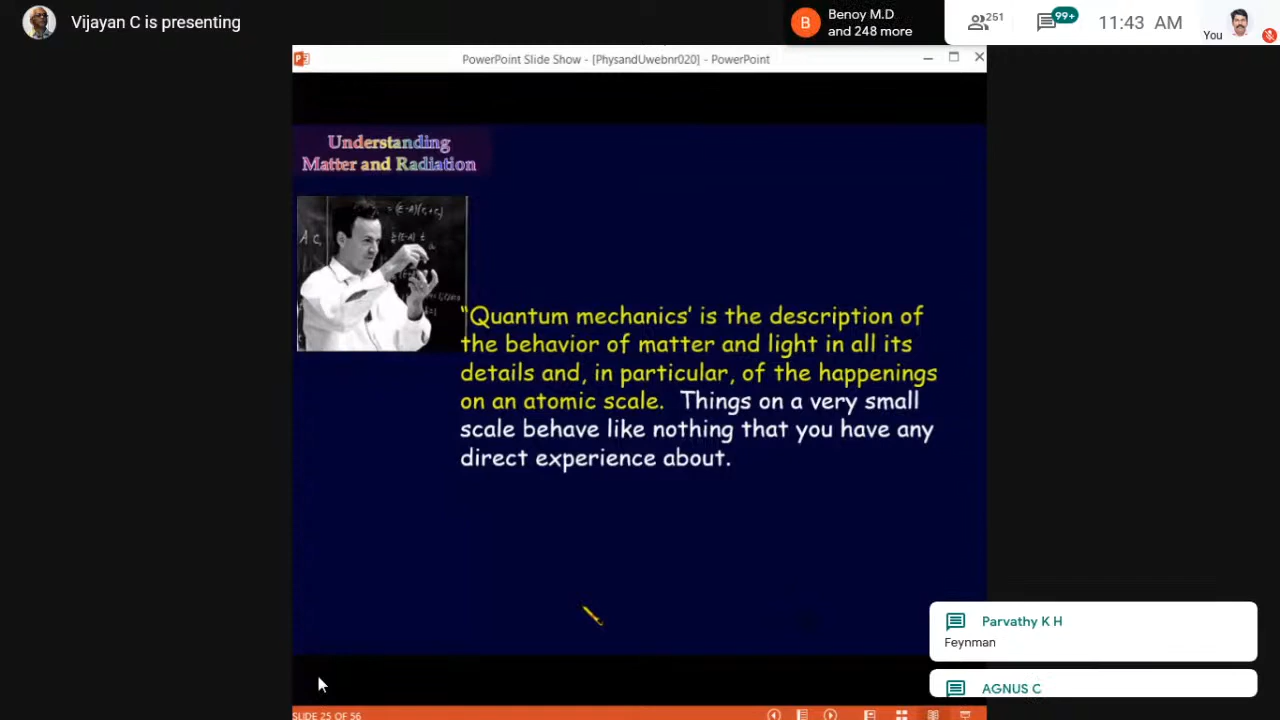 Vijayan C is presenting
B
Benoy M.D
and 248 more
251
99+
11:43 AM
You
PowerPoint Slide Show - [PhysandUwebnr020] - PowerPoint
Understanding
Matter and Radiation
A C
“Quantum mechanics’ is the description of
the behavior of matter and light in all its
details and, in particular, of the happenings
on an atomic scale. Things on a very small
scale behave like nothing that you have any
direct experience about.
Parvathy K H
Feynman
AGNUS C
SLIDE 25 OF 56